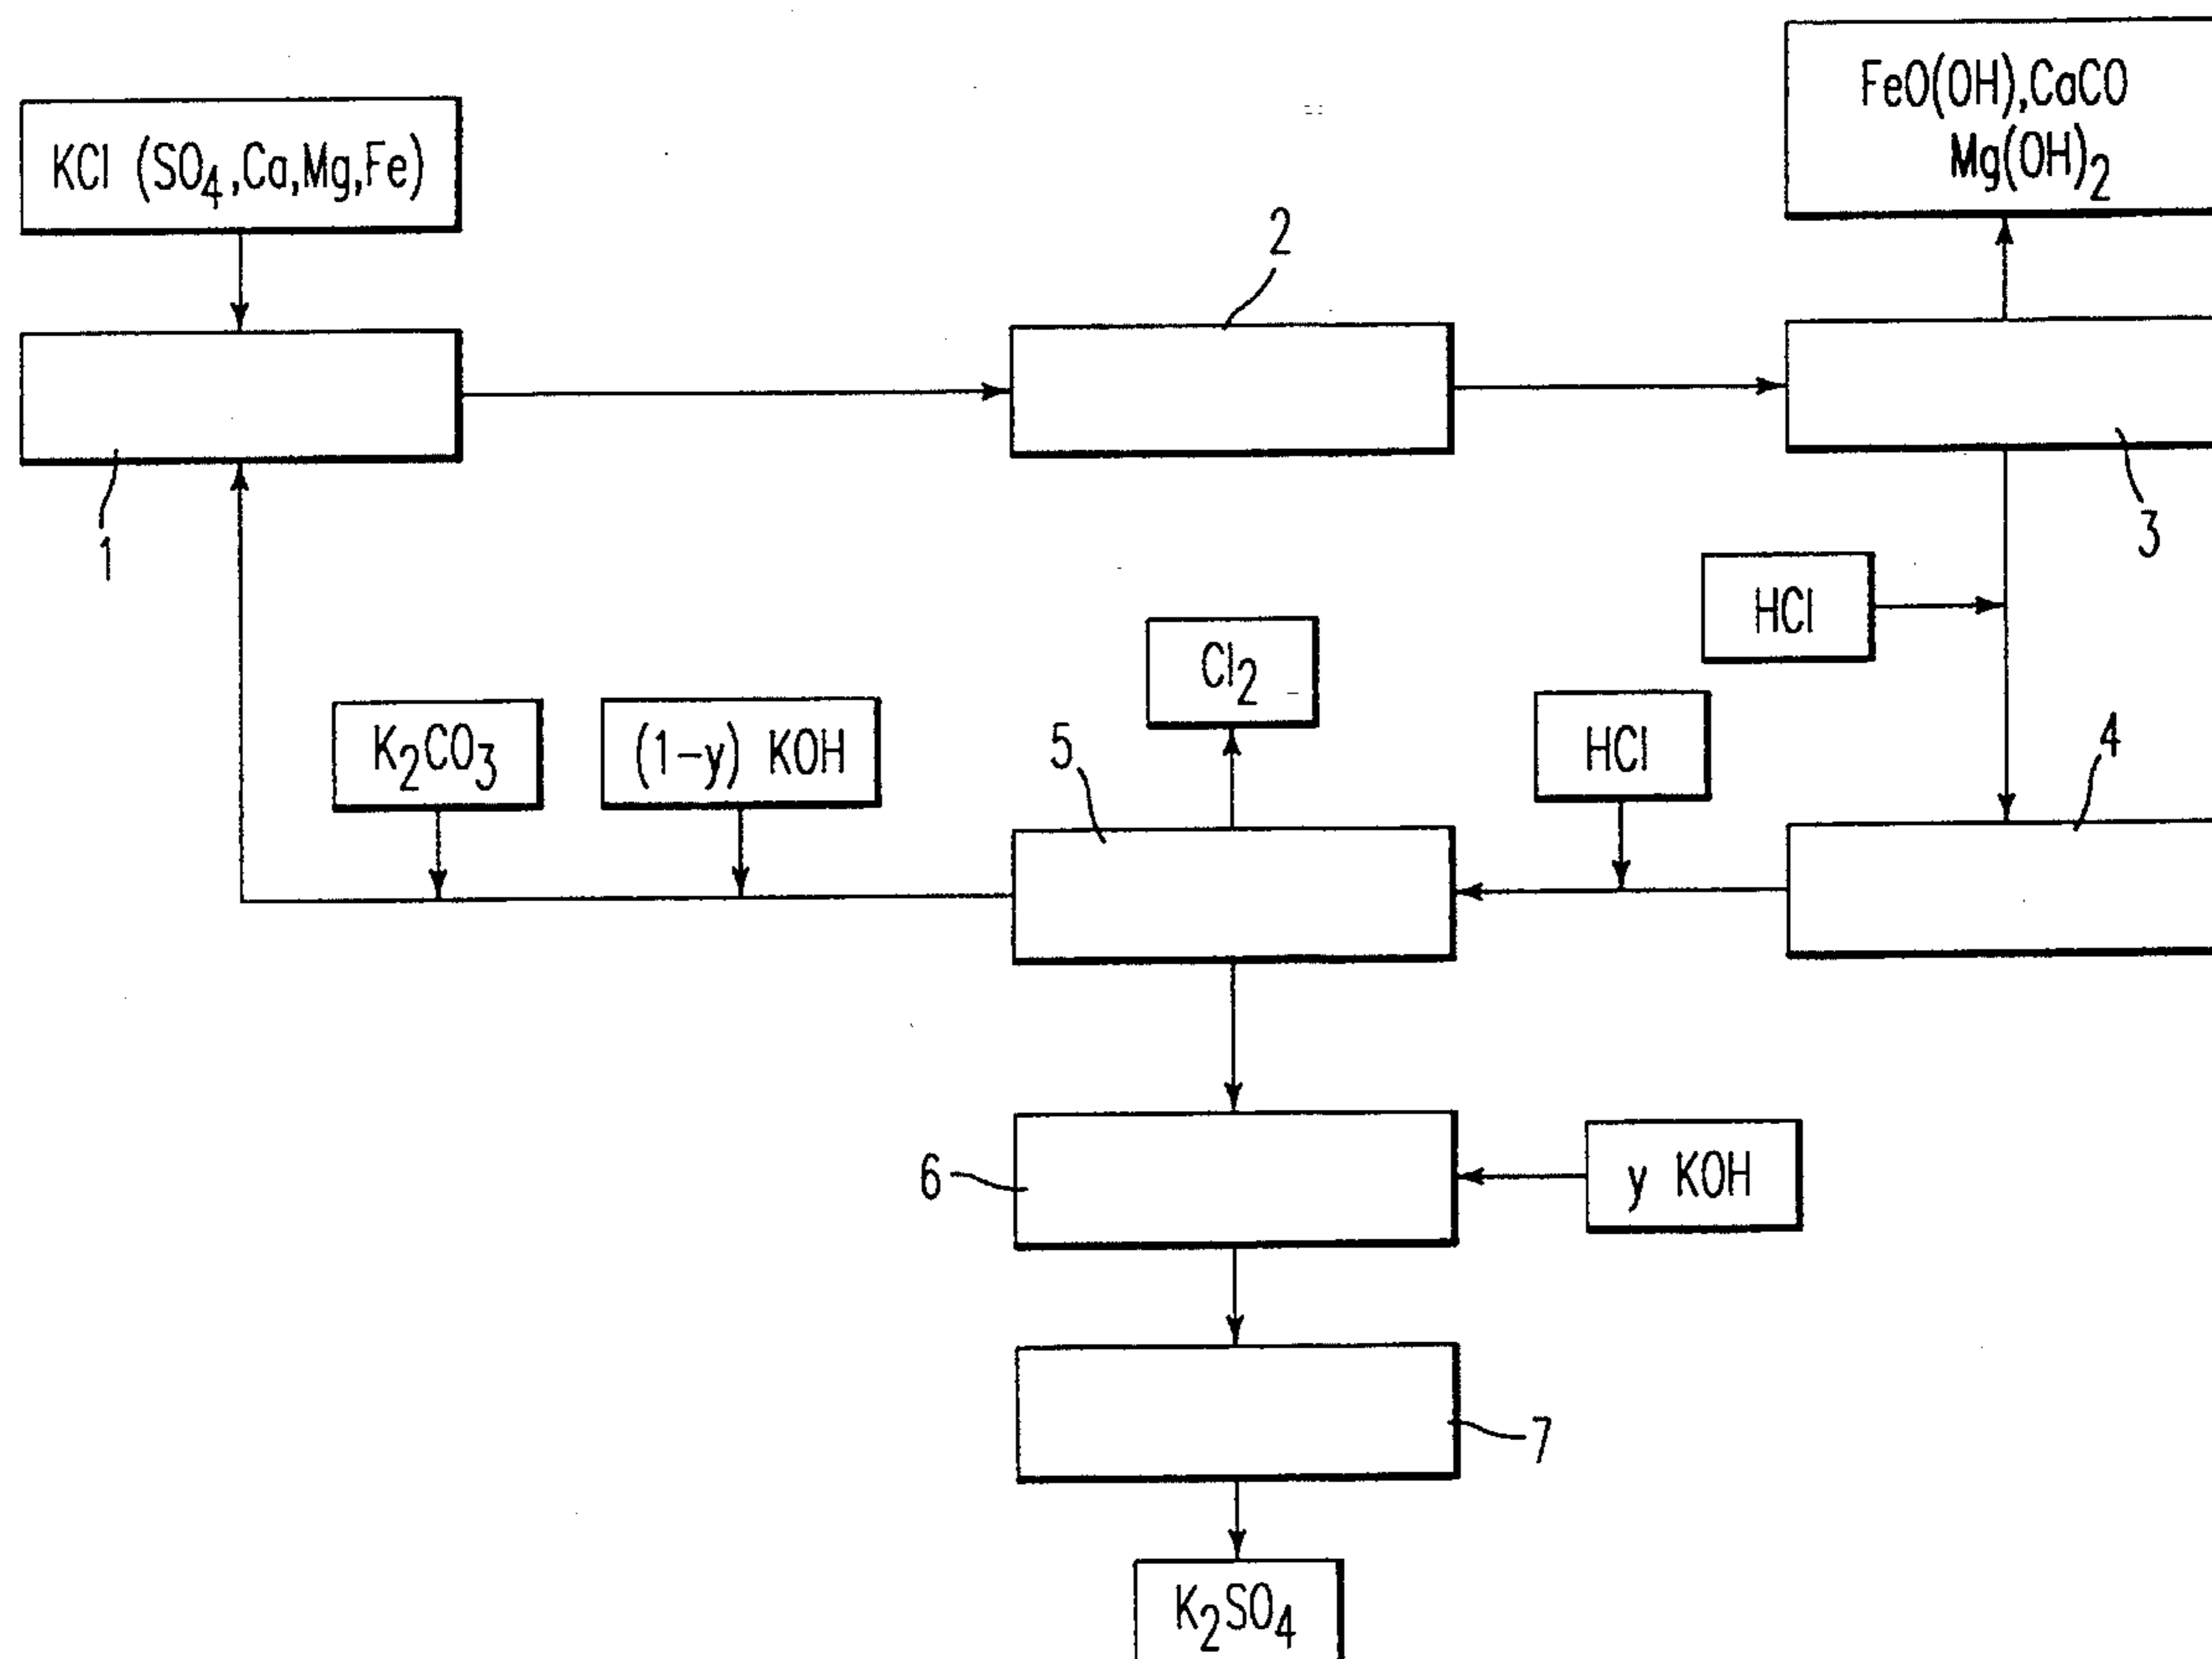 FeO(OH),CaCO
Mg(OH)2
KCl (SO4,Ca,Mg,Fe)
2
1
3
HCl
Cl2
HCl
K2CO3
(1-y) KOH
5
4
6
y KOH
7
K2SO4